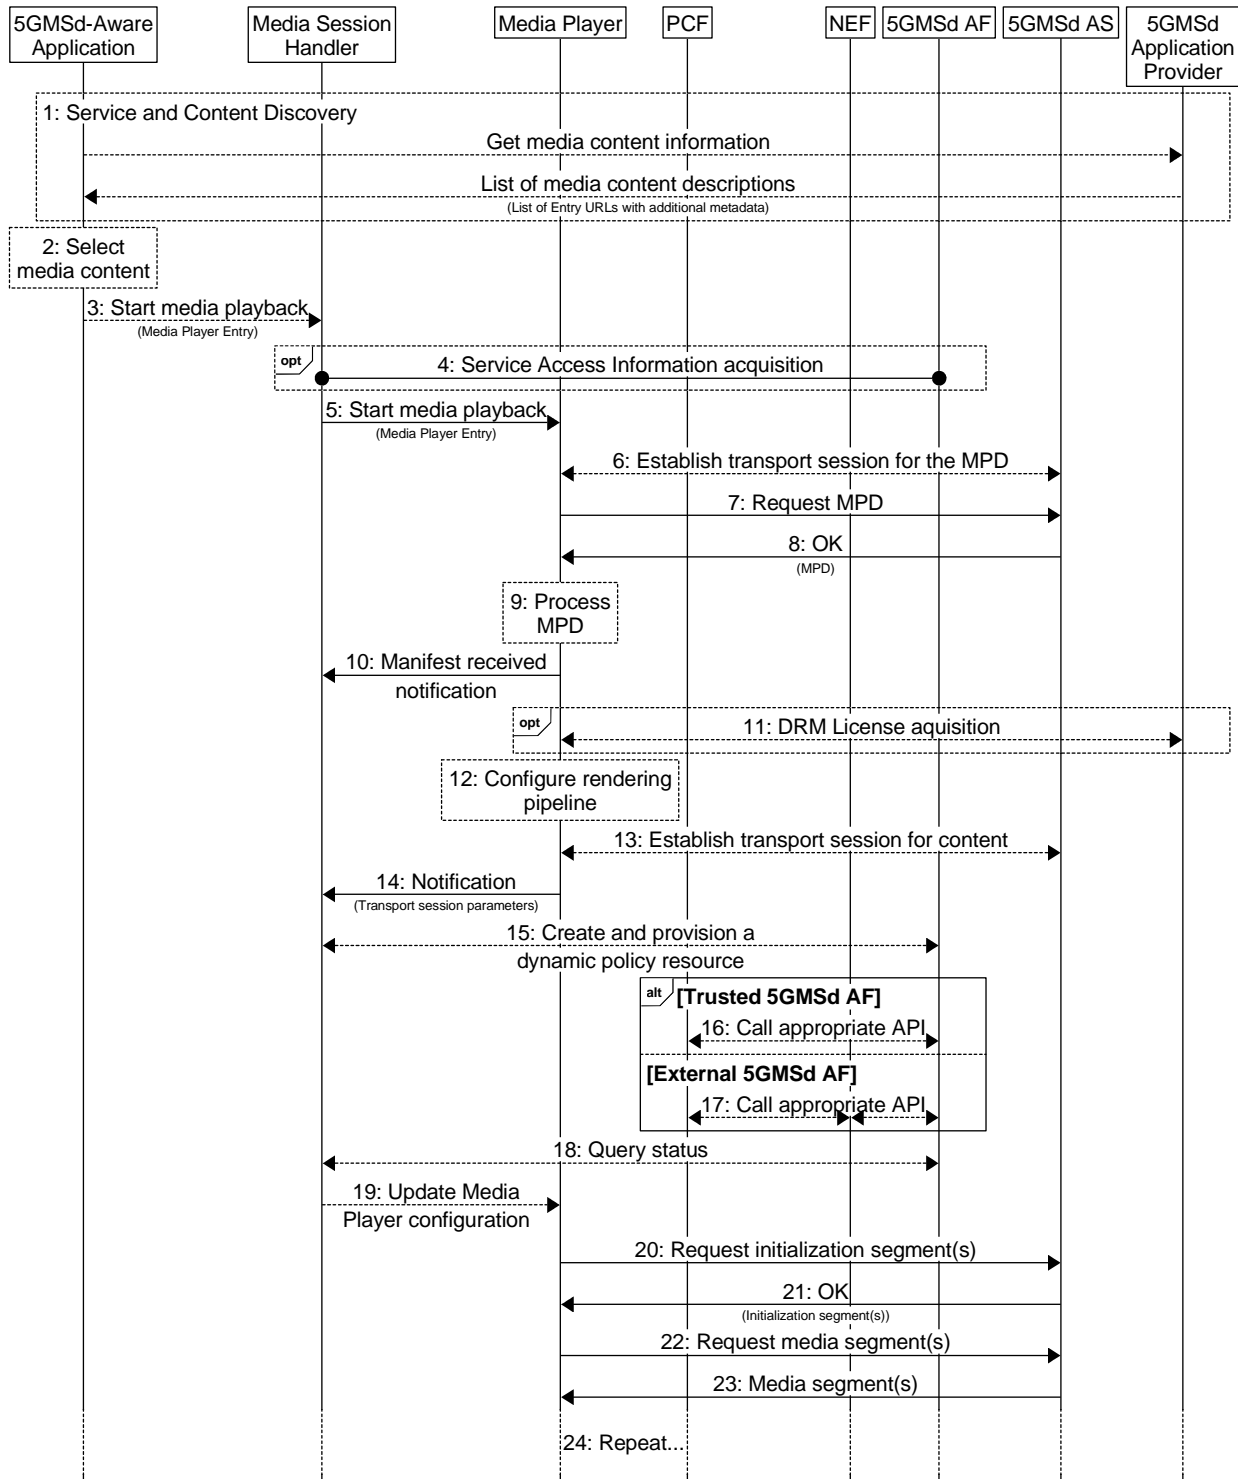 5GMSd-Aware
Application
Media Session
Handler
Media Player
PCF
NEF
5GMSd AF
5GMSd AS
5GMSd
Application
Provider
1: Service and Content Discovery
Get media content information
List of media content descriptions
(List of Entry URLs with additional metadata)
2: Select
media content
3: Start media playback
(Media Player Entry)
opt
4: Service Access Information acquisition
5: Start media playback
(Media Player Entry)
6: Establish transport session for the MPD
7: Request MPD
8: OK
(MPD)
9: Process
MPD
10: Manifest received
notification
opt
11: DRM License aquisition
12: Configure rendering
pipeline
13: Establish transport session for content
14: Notification
(Transport session parameters)
15: Create and provision a
dynamic policy resource
alt
[Trusted 5GMSd AF]
16: Call appropriate API
[External 5GMSd AF]
17: Call appropriate API
18: Query status
19: Update Media
Player configuration
20: Request initialization segment(s)
21: OK
(Initialization segment(s))
22: Request media segment(s)
23: Media segment(s)
24: Repeat...